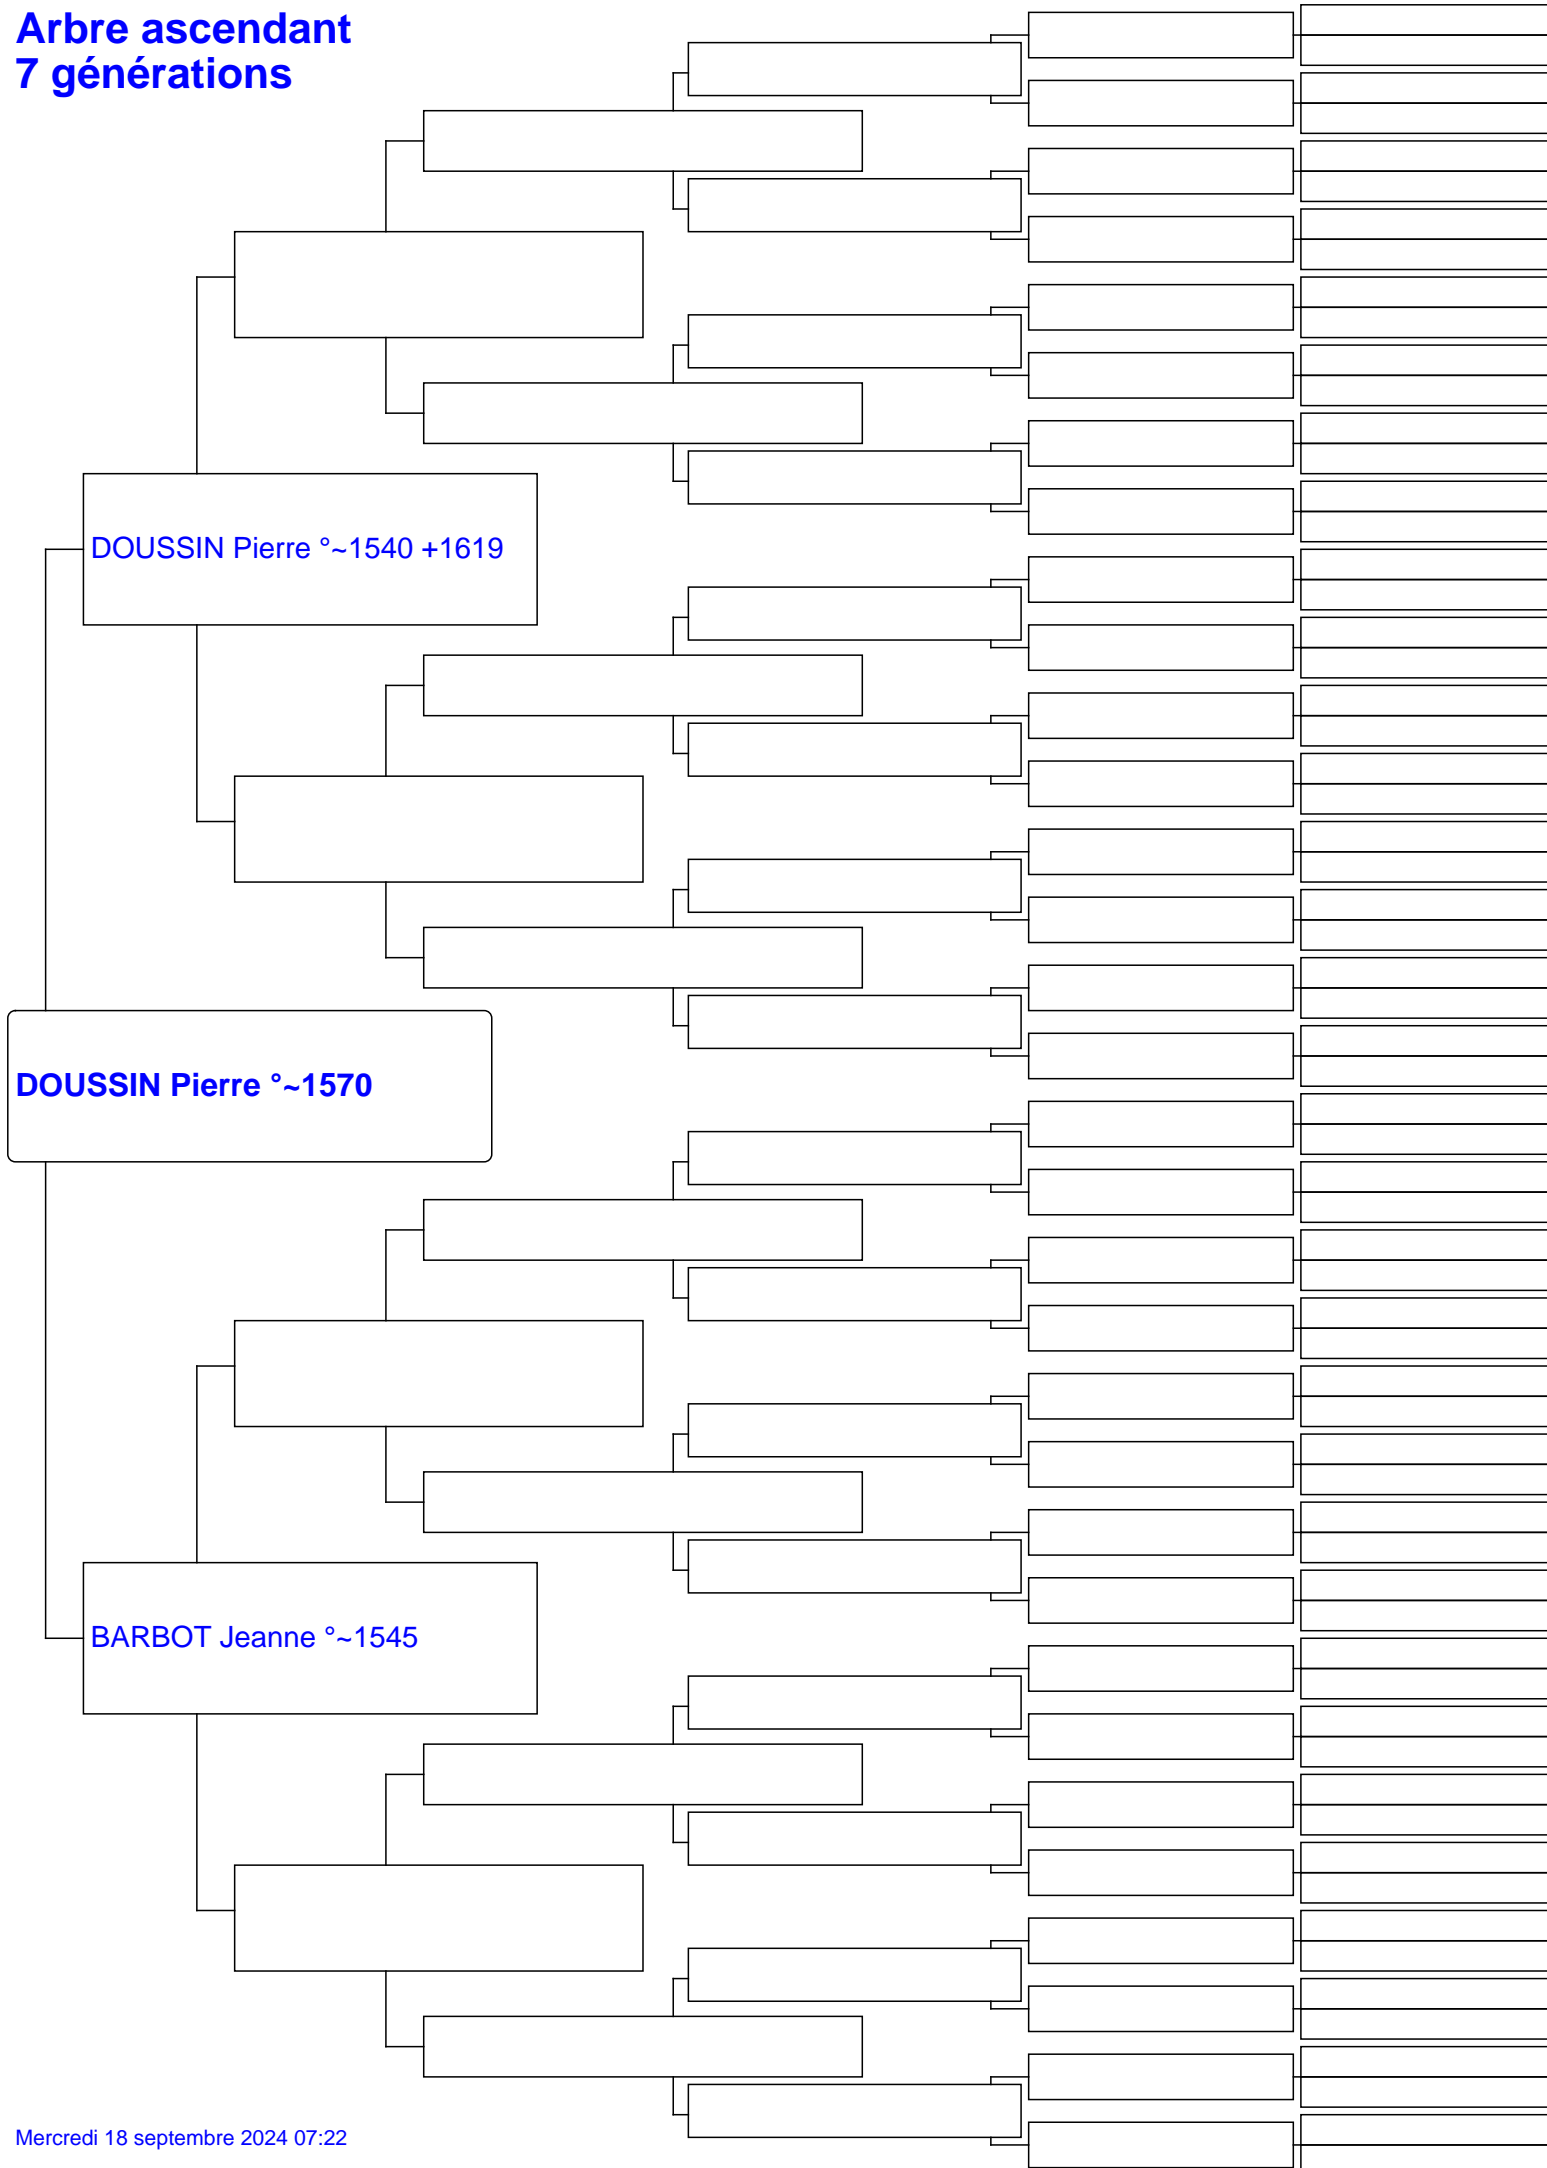 Arbre ascendant
7 générations
DOUSSIN Pierre °~1540 +1619
DOUSSIN Pierre °~1570
BARBOT Jeanne °~1545
Mercredi 18 septembre 2024 07:22